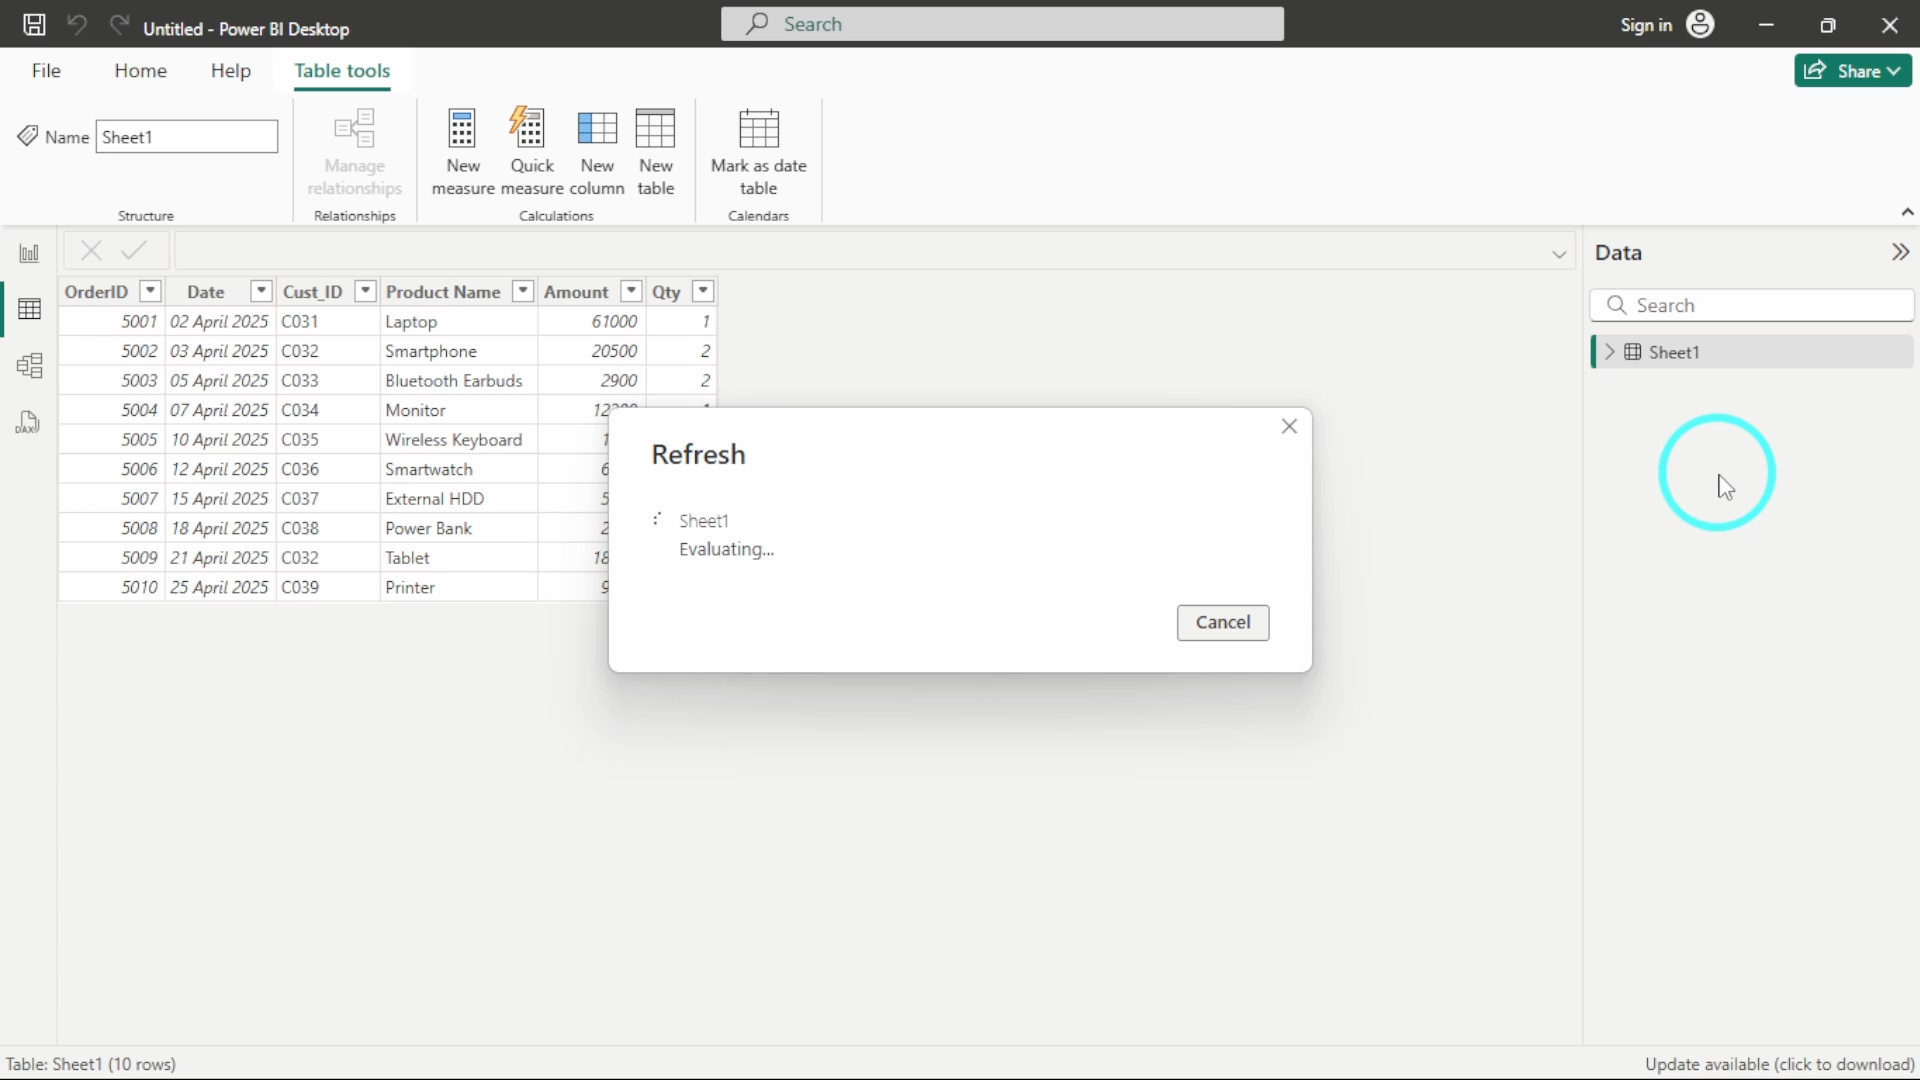 Untitled - Power BI Desktop
Search
Sign in
File
Home
Help
Table tools
Share
Name
Sheet1
Manage relationships
New measure
Quick measure
New column
New table
Mark as date table
Structure
Relationships
Calculations
Calendars
Data
Search
Sheet1
DAX
OrderID Date Cust_ID Product Name Amount Qty
5001 02 April 2025 C031 Laptop 61000 1
5002 03 April 2025 C032 Smartphone 20500 2
5003 05 April 2025 C033 Bluetooth Earbuds 2900 2
5004 07 April 2025 C034 Monitor
5005 10 April 2025 C035 Wireless Keyboard
5006 12 April 2025 C036 Smartwatch
5007 15 April 2025 C037 External HDD
5008 18 April 2025 C038 Power Bank
5009 21 April 2025 C032 Tablet
5010 25 April 2025 C039 Printer
Refresh
Sheet1
Evaluating...
Cancel
Table: Sheet1 (10 rows)
Update available (click to download)